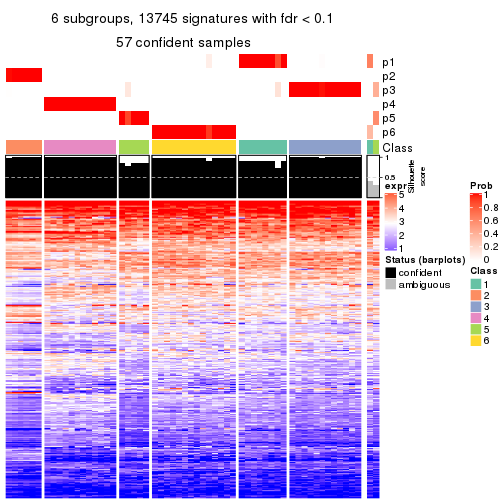 6 subgroups, 13745 signatures with fdr < 0.1
57 confident samples
p1
p2
p3
p4
p5
p6
Class
1
0.5
0
Silhouette
score
expr
5
4
3
2
1
Status (barplots)
confident
ambiguous
Prob
1
0.8
0.6
0.4
0.2
0
Class
1
2
3
4
5
6